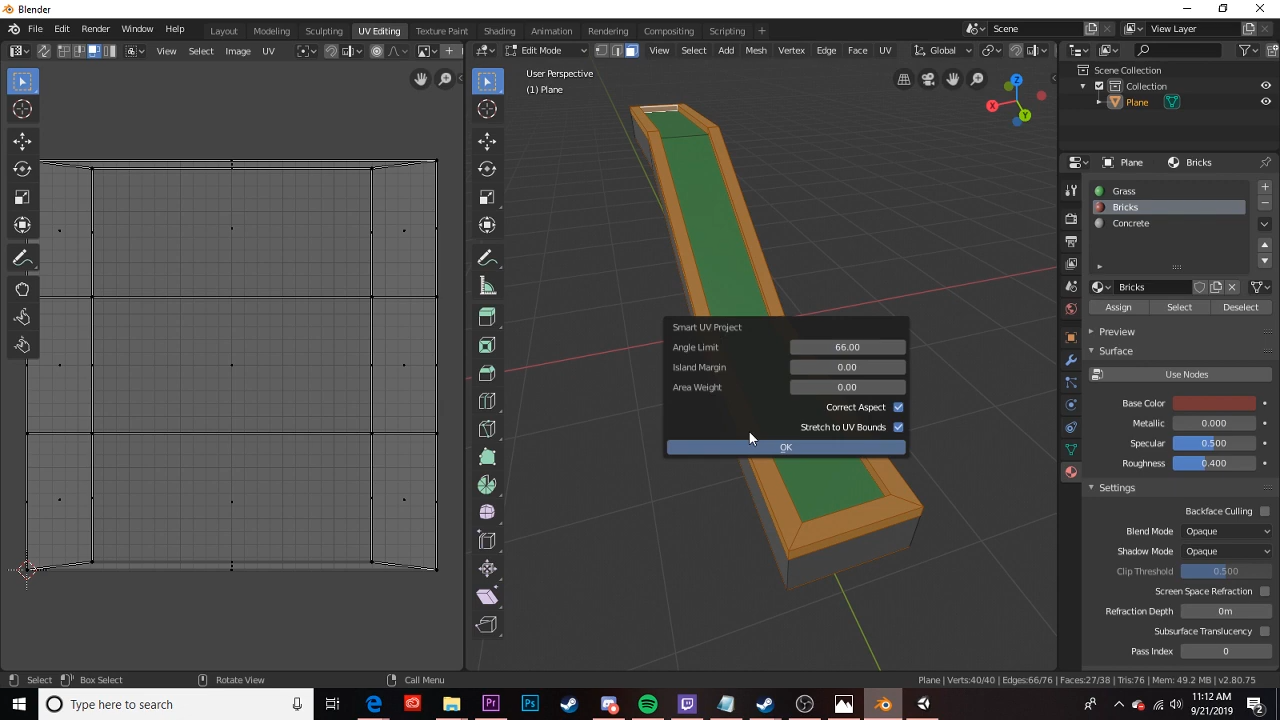 Blender
File Edit Render Window Help Layout Modeling Sculpting UV Editing Texture Paint Shading Animation Rendering Compositing Scripting + Scene View Layer
View Select Image UV Edit Mode View Select Add Mesh Vertex Edge Face UV Global
User Perspective
(1) Plane
Scene Collection
Collection
Plane
Z
X
Y
Plane Bricks
Grass
Bricks
Concrete
Bricks
Assign Select Deselect
Preview
Surface
Use Nodes
Base Color
Metallic 0.000
Specular 0.500
Roughness 0.400
Settings
Backface Culling
Blend Mode Opaque
Shadow Mode Opaque
Clip Threshold 0.500
Screen Space Refraction
Refraction Depth 0m
Subsurface Translucency
Pass Index 0
Smart UV Project
Angle Limit 66.00
Island Margin 0.00
Area Weight 0.00
Correct Aspect
Stretch to UV Bounds
OK
Select Box Select Rotate View Call Menu Plane | Verts:40/40 | Edges:66/76 | Faces:27/38 | Tris:76 | Mem: 49.2 MB | v2.80.75
Type here to search
Pr
Ps
11:12 AM
9/21/2019